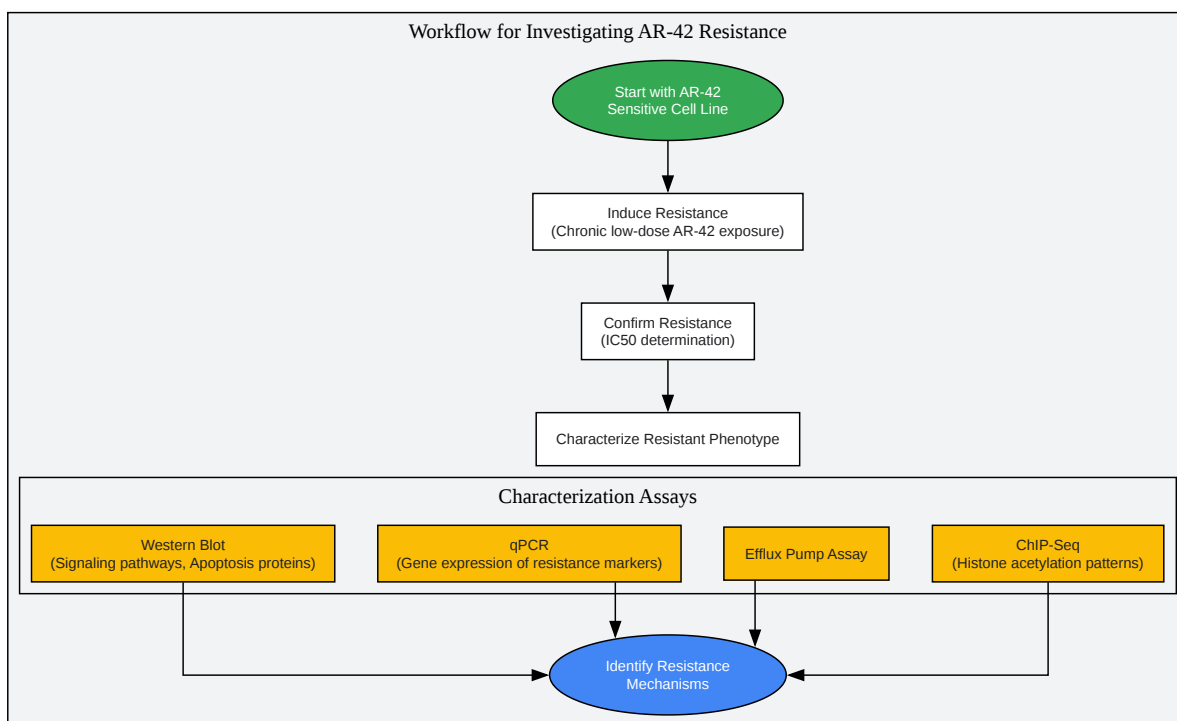 Workflow for Investigating AR-42 Resistance
Start with AR-42
Sensitive Cell Line
Induce Resistance
(Chronic low-dose AR-42 exposure)
Confirm Resistance
(IC50 determination)
Characterize Resistant Phenotype
Characterization Assays
Western Blot
(Signaling pathways, Apoptosis proteins)
qPCR
(Gene expression of resistance markers)
Efflux Pump Assay
ChIP-Seq
(Histone acetylation patterns)
Identify Resistance
Mechanisms